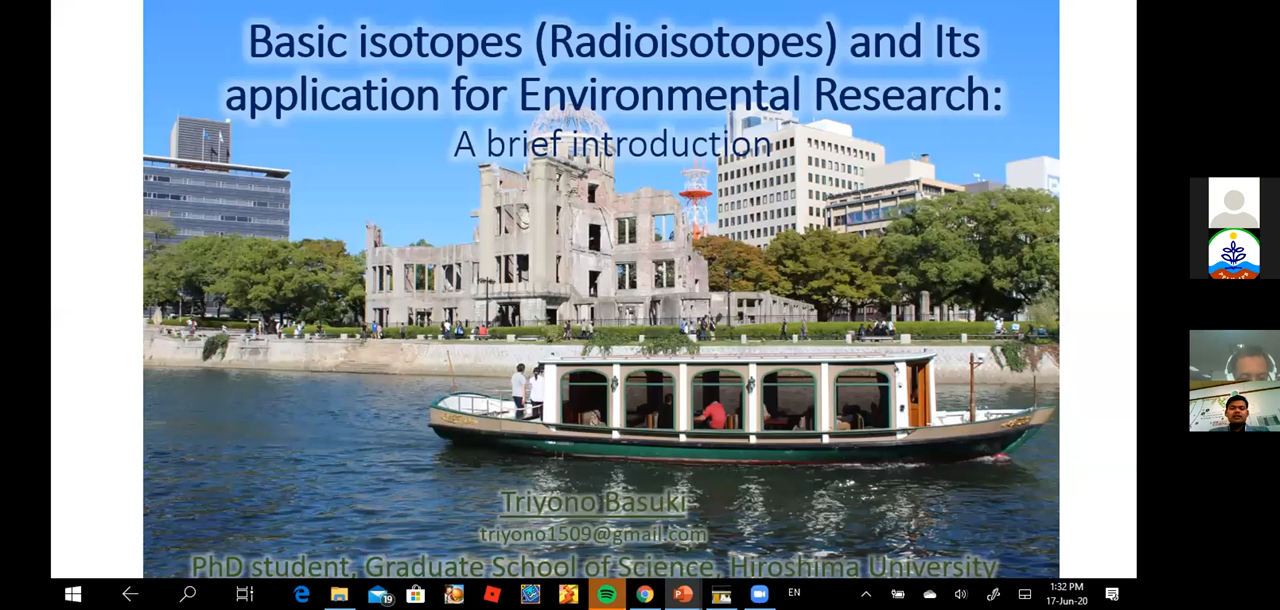 Basic isotopes (Radioisotopes) and Its
application for Environmental Research:
A brief introduction
Triyono Basuki
triyono1509@gmail.com
PhD student, Graduate School of Science, Hiroshima University
19
EN
1:32 PM
17-Jun-20